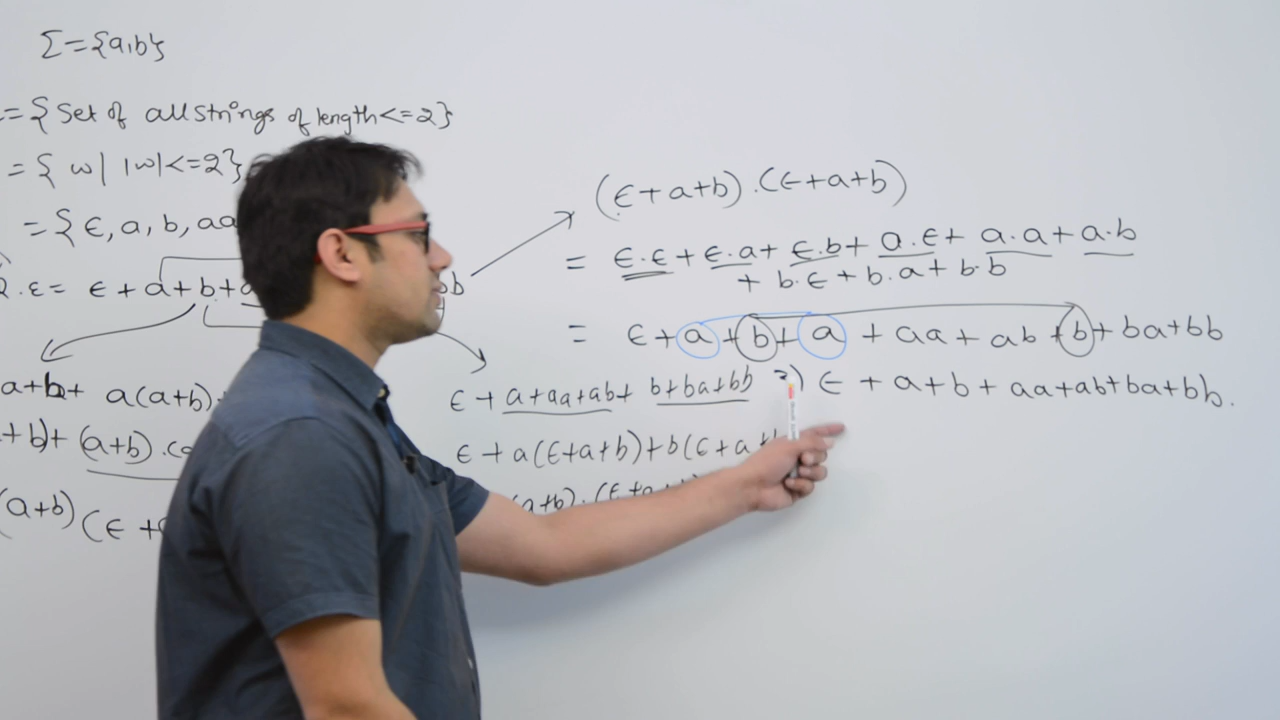 Σ={a,b}
={ Set of all strings of length <=2}
={ w| |w|<=2}
={ ϵ, a, b, aa
R.ε= ϵ + a+b+
a+b+ a(a+b)
+b)+ (a+b).
(a+b)(ϵ +
(ϵ+a+b).(ϵ+a+b)
= ϵ.ϵ + ϵ.a+ ϵ.b+ a.ϵ+ a.a+ a.b
+ b.ϵ + b.a + b.b
= ϵ+ a + b + a + aa + ab + b + ba+bb
ϵ + a+aa+ab+ b+ba+bb
ϵ + a + b + aa+ab+ba+bb.
ϵ + a(ϵ+a+b)+b(ϵ+a+
(a+b).(ϵ+a+